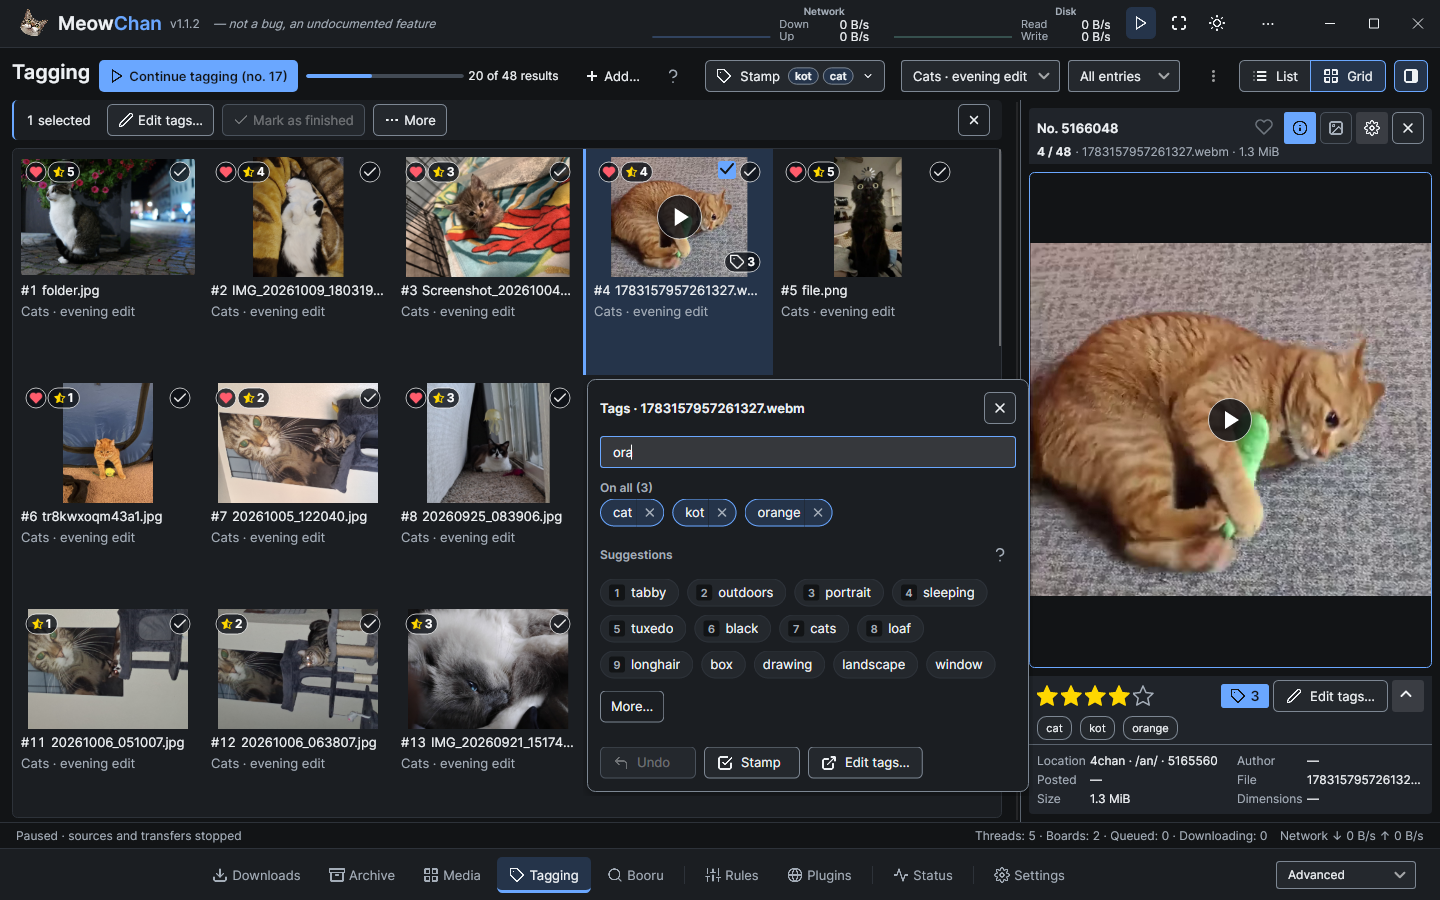 MeowChan v1.1.2 — not a bug, an undocumented feature
Network
Down 0 B/s
Up 0 B/s
Disk
Read 0 B/s
Write 0 B/s
Tagging
Continue tagging (no. 17)
20 of 48 results
+ Add...
?
Stamp kot cat
Cats · evening edit
All entries
List
Grid
1 selected
Edit tags...
Mark as finished
··· More
No. 5166048
4 / 48 · 1783157957261327.webm · 1.3 MiB
5
4
3
4
5
3
#1 folder.jpg
Cats · evening edit
#2 IMG_20261009_180319...
Cats · evening edit
#3 Screenshot_20261004...
Cats · evening edit
#4 1783157957261327.w...
Cats · evening edit
#5 file.png
Cats · evening edit
1
2
3
#6 tr8kwxoqm43a1.jpg
Cats · evening edit
#7 20261005_122040.jpg
Cats · evening edit
#8 20260925_083906.jpg
Cats · evening edit
1
2
3
#11 20261006_051007.jpg
Cats · evening edit
#12 20261006_063807.jpg
Cats · evening edit
#13 IMG_20260921_15174...
Cats · evening edit
Tags · 1783157957261327.webm
ora
On all (3)
cat
kot
orange
Suggestions
?
1 tabby
2 outdoors
3 portrait
4 sleeping
5 tuxedo
6 black
7 cats
8 loaf
9 longhair
box
drawing
landscape
window
More...
Undo
Stamp
Edit tags...
3
Edit tags...
cat
kot
orange
Location 4chan · /an/ · 5165560
Author —
Posted —
File 178315795726132...
Size 1.3 MiB
Dimensions —
Paused · sources and transfers stopped
Threads: 5 · Boards: 2 · Queued: 0 · Downloading: 0 Network ↓ 0 B/s ↑ 0 B/s
Downloads
Archive
Media
Tagging
Booru
Rules
Plugins
Status
Settings
Advanced